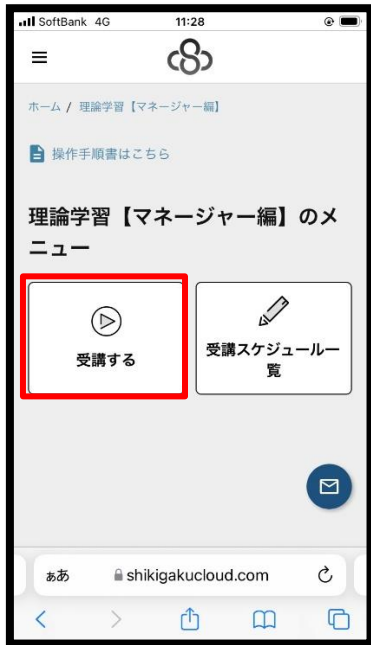 SoftBank 4G 11:28
ホーム / 理論学習【マネージャー編】
操作手順書はこちら
理論学習【マネージャー編】のメ
ニュー
受講する
受講スケジュール一
覧
ぁあ shikigakucloud.com